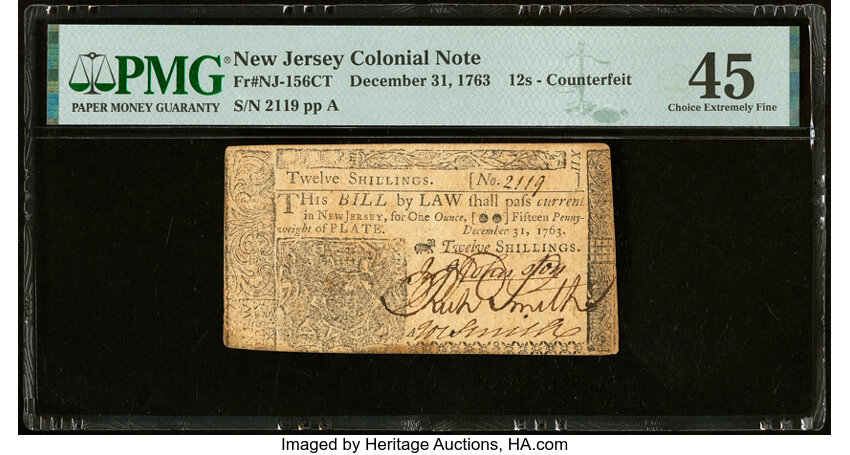 PMG
PAPER MONEY GUARANTY
New Jersey Colonial Note
Fr#NJ-156CT December 31, 1763 12s - Counterfeit
S/N 2119 pp A
45
Choice Extremely Fine
XII
Twelve SHILLINGS. [No. 2119
THIS BILL by LAW ſhall paſs current
in NEW JERSEY, for One Ounce, [ ] Fifteen Penny-
weight of PLATE. December 31, 1763.
Twelve SHILLINGS.
Johnston
Rich Smith
A Smith
Imaged by Heritage Auctions, HA.com